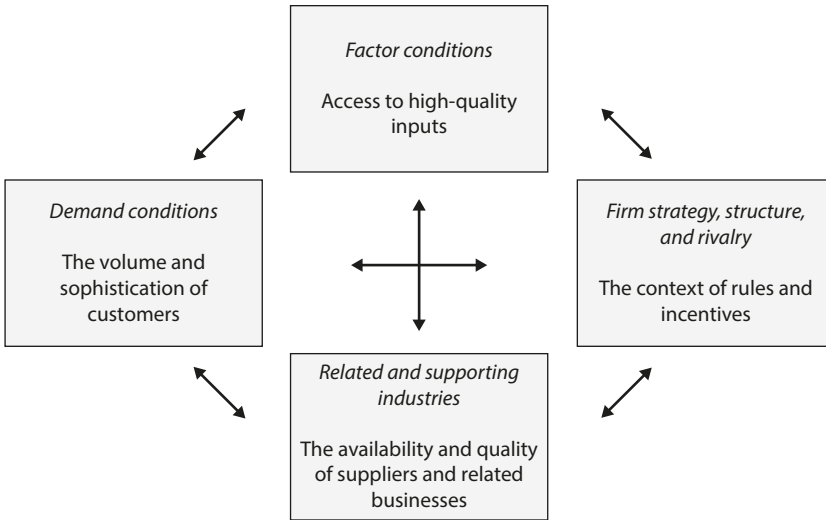 Factor conditions
Access to high-quality
inputs
Demand conditions
The volume and
sophistication of
customers
Firm strategy, structure,
and rivalry
The context of rules and
incentives
Related and supporting
industries
The availability and quality
of suppliers and related
businesses